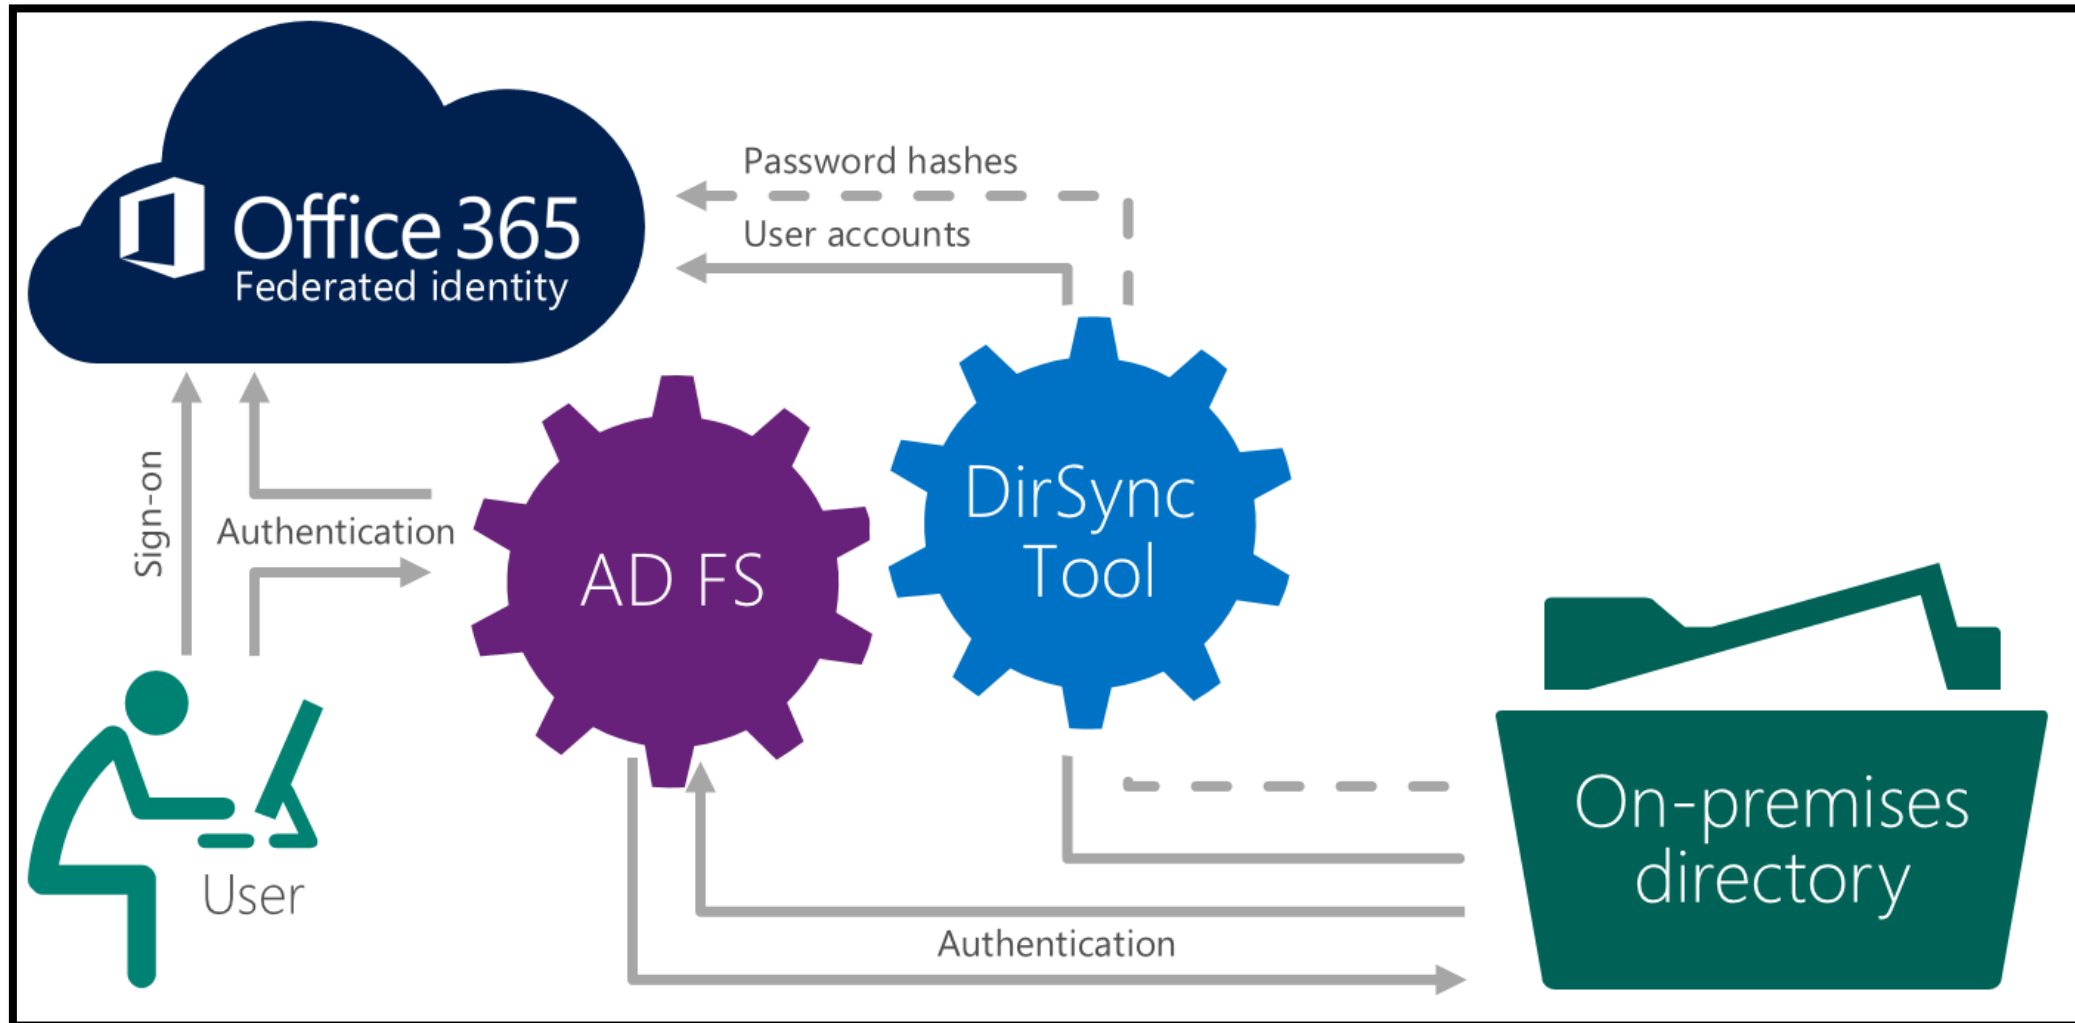 Office 365
Federated identity
Password hashes
User accounts
Sign-on
Authentication
AD FS
DirSync
Tool
User
On-premises
directory
Authentication